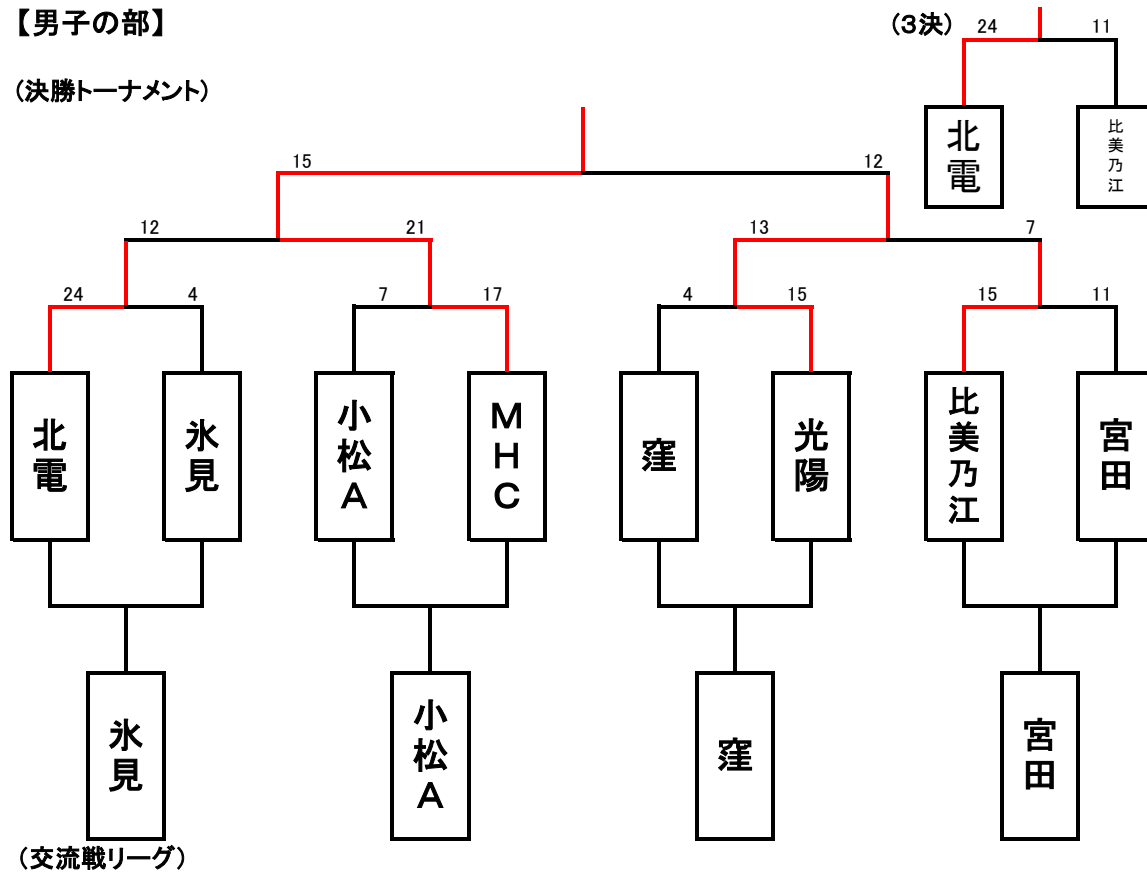 【男子の部】
（3決）
24 11
（決勝トーナメント）
北電
比美乃江
15 12
12 21 13 7
24 4 7 17 4 15 15 11
北電
氷見
小松A
MHC
窪
光陽
比美乃江
宮田
氷見
小松A
窪
宮田
（交流戦リーグ）